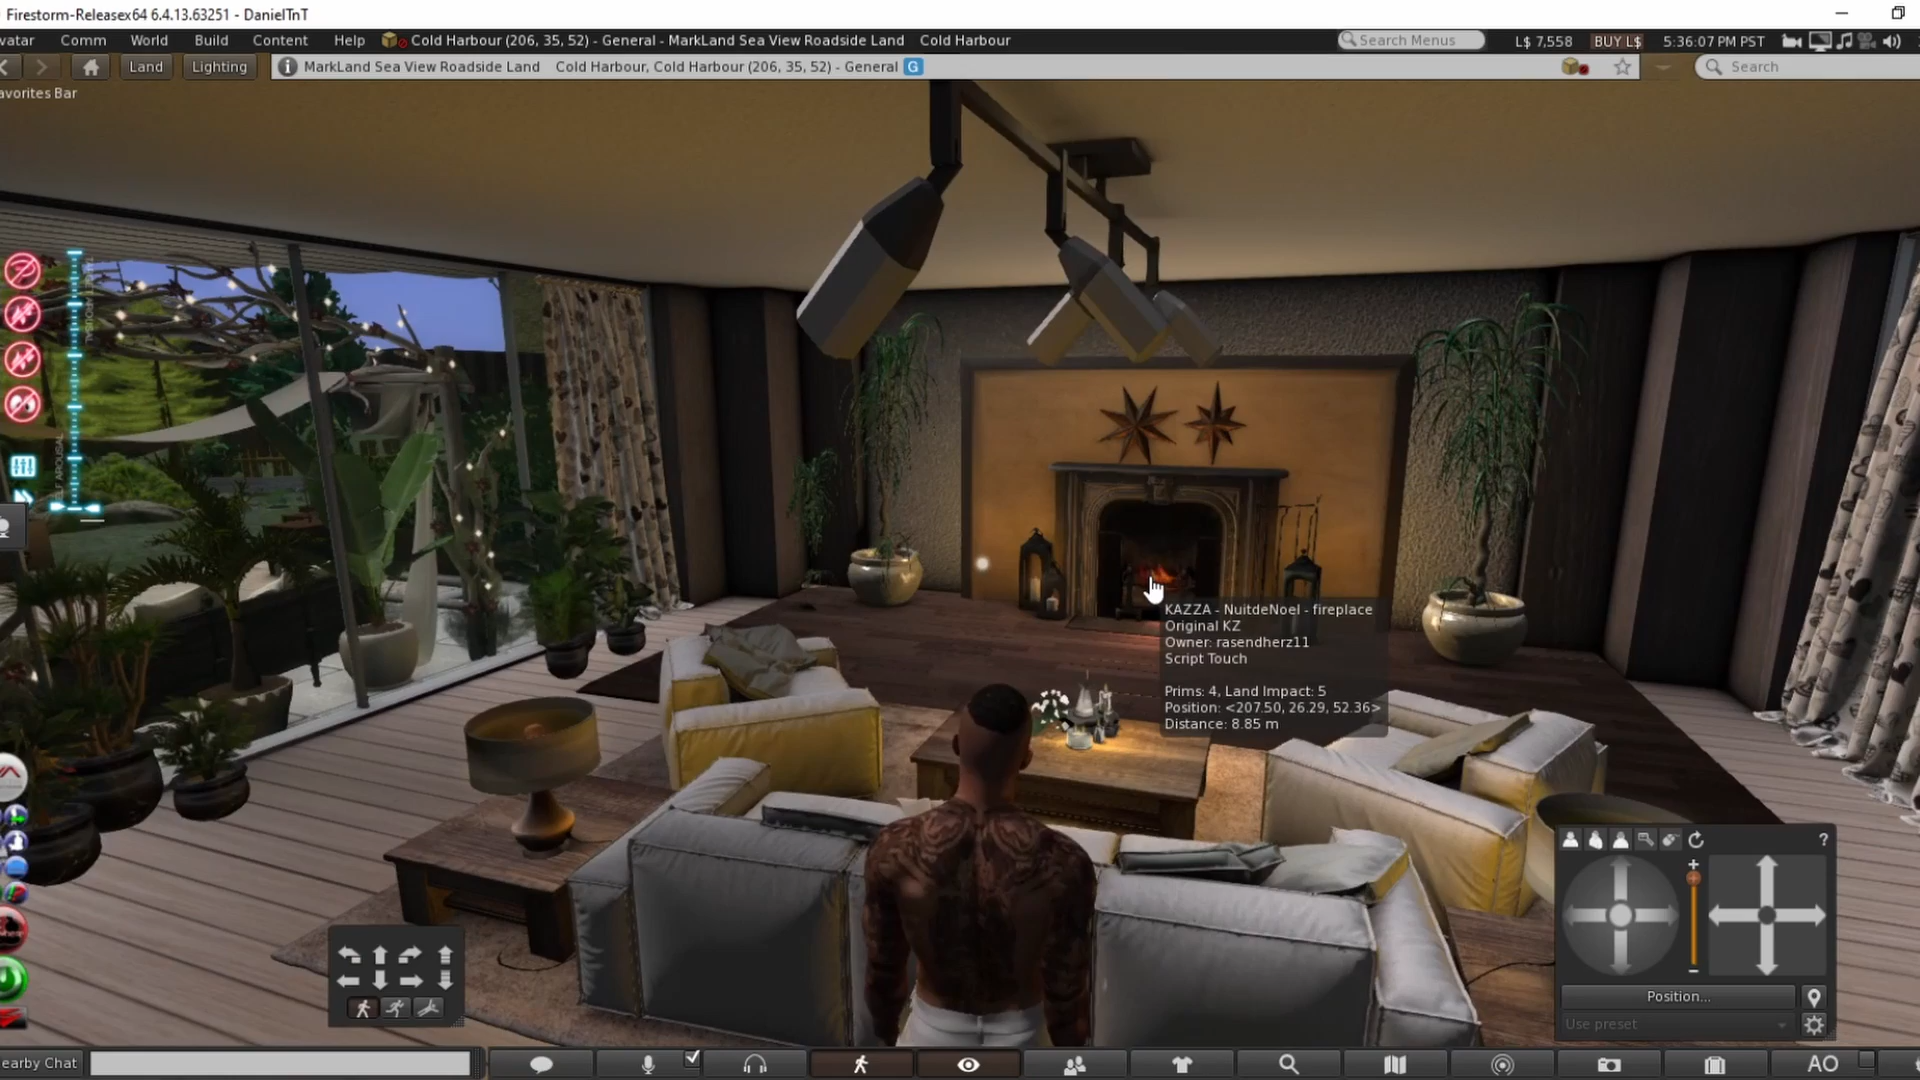 Firestorm-Releasex64 6.4.13.63251 - DanielTnT
vatar Comm World Build Content Help Cold Harbour (206, 35, 52) - General - MarkLand Sea View Roadside Land Cold Harbour Search Menus L$ 7,558 BUY L$ 5:36:07 PM PST
Land Lighting MarkLand Sea View Roadside Land Cold Harbour, Cold Harbour (206, 35, 52) - General G Search
avorites Bar
KAZZA - NuitdeNoel - fireplace
Original KZ
Owner: rasendherz11
Script Touch
Prims: 4, Land Impact: 5
Position: <207.50, 26.29, 52.36>
Distance: 8.85 m
?
+
-
Position...
Use preset
earby Chat
AO